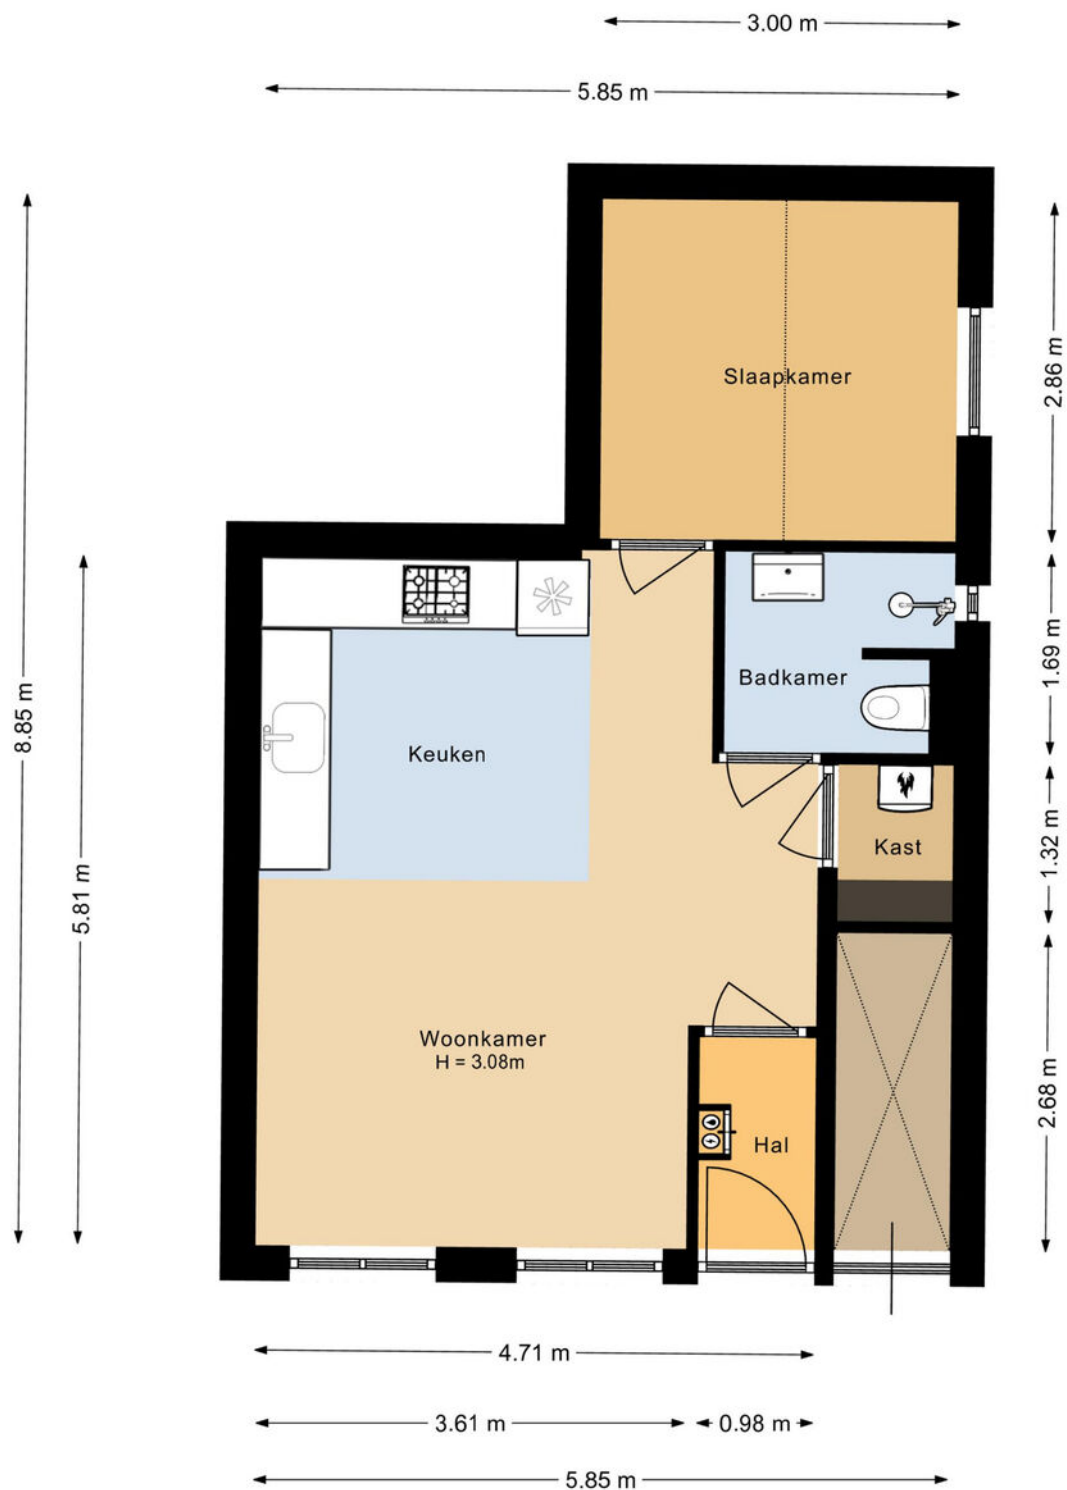 3.00 m
5.85 m
8.85 m
5.81 m
Slaapkamer
2.86 m
Badkamer
1.69 m
Keuken
Kast
1.32 m
Woonkamer
H = 3.08m
Hal
2.68 m
4.71 m
3.61 m
0.98 m
5.85 m